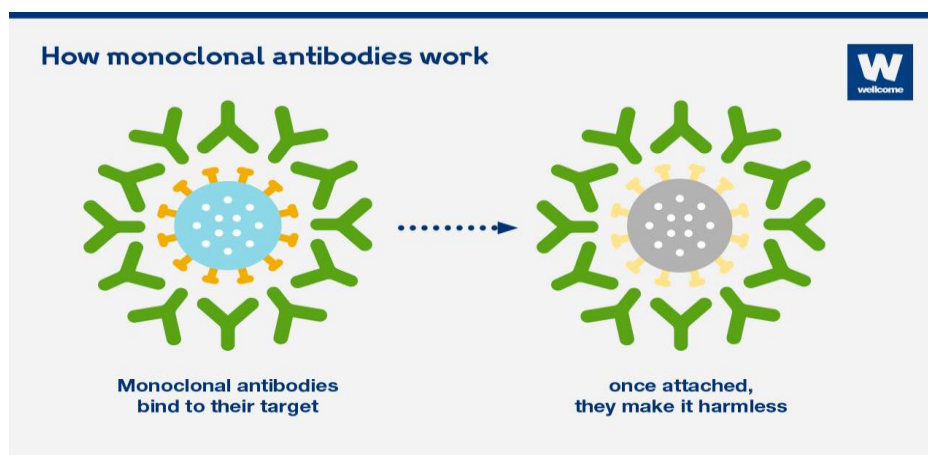 How monoclonal antibodies work
W
wellcome
Monoclonal antibodies
bind to their target
once attached,
they make it harmless